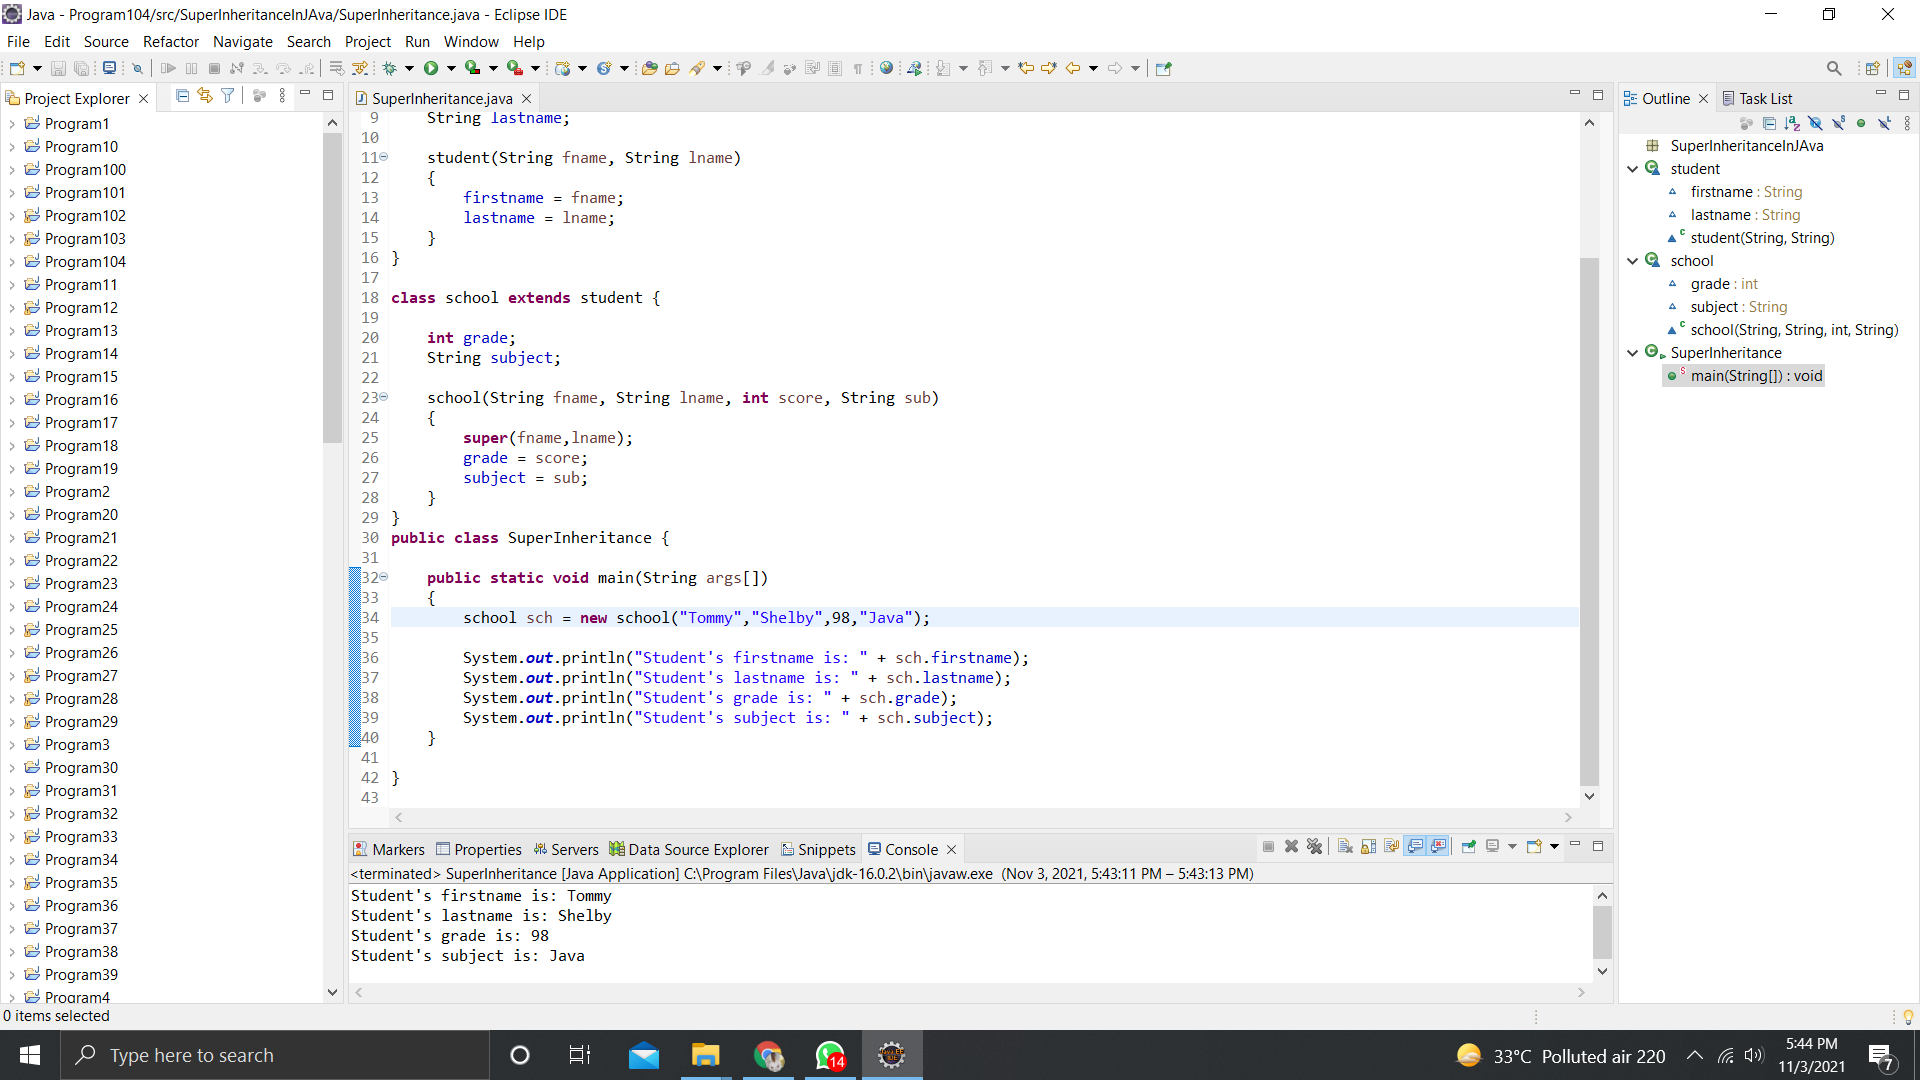 Java - Program104/src/SuperInheritanceInJAva/SuperInheritance.java - Eclipse IDE
File Edit Source Refactor Navigate Search Project Run Window Help
Project Explorer
Program1
Program10
Program100
Program101
Program102
Program103
Program104
Program11
Program12
Program13
Program14
Program15
Program16
Program17
Program18
Program19
Program2
Program20
Program21
Program22
Program23
Program24
Program25
Program26
Program27
Program28
Program29
Program3
Program30
Program31
Program32
Program33
Program34
Program35
Program36
Program37
Program38
Program39
Program4
SuperInheritance.java
9 String lastname;
10
11 student(String fname, String lname)
12 {
13 firstname = fname;
14 lastname = lname;
15 }
16 }
17
18 class school extends student {
19
20 int grade;
21 String subject;
22
23 school(String fname, String lname, int score, String sub)
24 {
25 super(fname,lname);
26 grade = score;
27 subject = sub;
28 }
29 }
30 public class SuperInheritance {
31
32 public static void main(String args[])
33 {
34 school sch = new school("Tommy","Shelby",98,"Java");
35
36 System.out.println("Student's firstname is: " + sch.firstname);
37 System.out.println("Student's lastname is: " + sch.lastname);
38 System.out.println("Student's grade is: " + sch.grade);
39 System.out.println("Student's subject is: " + sch.subject);
40 }
41
42 }
43
Markers Properties Servers Data Source Explorer Snippets Console
<terminated> SuperInheritance [Java Application] C:\Program Files\Java\jdk-16.0.2\bin\javaw.exe (Nov 3, 2021, 5:43:11 PM – 5:43:13 PM)
Student's firstname is: Tommy
Student's lastname is: Shelby
Student's grade is: 98
Student's subject is: Java
Outline Task List
SuperInheritanceInJAva
student
firstname : String
lastname : String
student(String, String)
school
grade : int
subject : String
school(String, String, int, String)
SuperInheritance
main(String[]) : void
0 items selected
Type here to search
14
33°C Polluted air 220
5:44 PM
11/3/2021
7